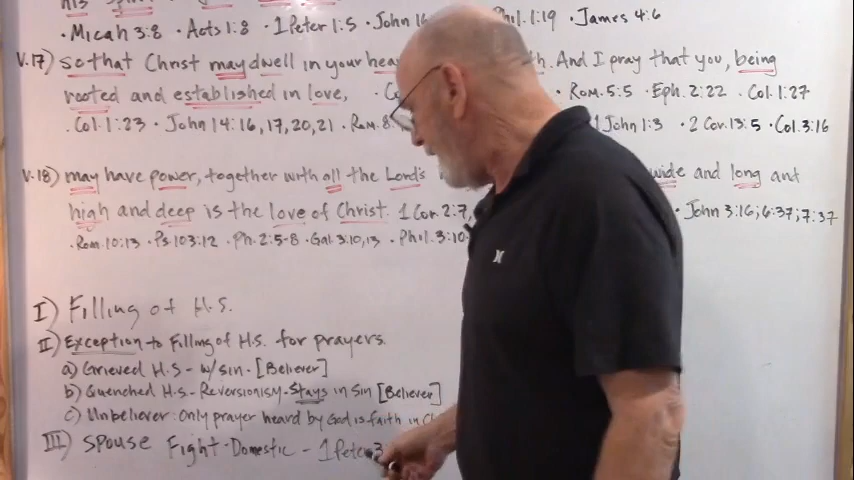 his
• Micah 3:8 • Acts 1:8 • 1 Peter 1:5 • John 16 Phil. 1:19 • James 4:6
V.17) so that Christ may dwell in your hea h. And I pray that you, being
rooted and established in love, • C • Rom. 5:5 • Eph. 2:22 • Col. 1:27
• Col. 1:23 • John 14:16, 17, 20, 21 • Rom. 8: 1 John 1:3 • 2 Cor. 13:5 • Col. 3:16
V.18) may have power, together with all the Lord's wide and long and
high and deep is the love of Christ. 1 Cor. 2:7, • John 3:16; 6:37; 7:37
• Rom. 10:13 • Ps 103:12 • Ph. 2:5-8 • Gal. 3:10,13 • Phil. 3:10
I) Filling of H.S.
II) Exception to Filling of H.S. for prayers.
a) Grieved H.S - w/ sin - [Believer]
b) Quenched H.S - Reversionism - Stays in sin [Believer]
c) Unbeliever: Only prayer heard by God is faith in C
III) Spouse Fight - Domestic - 1 Peter 3